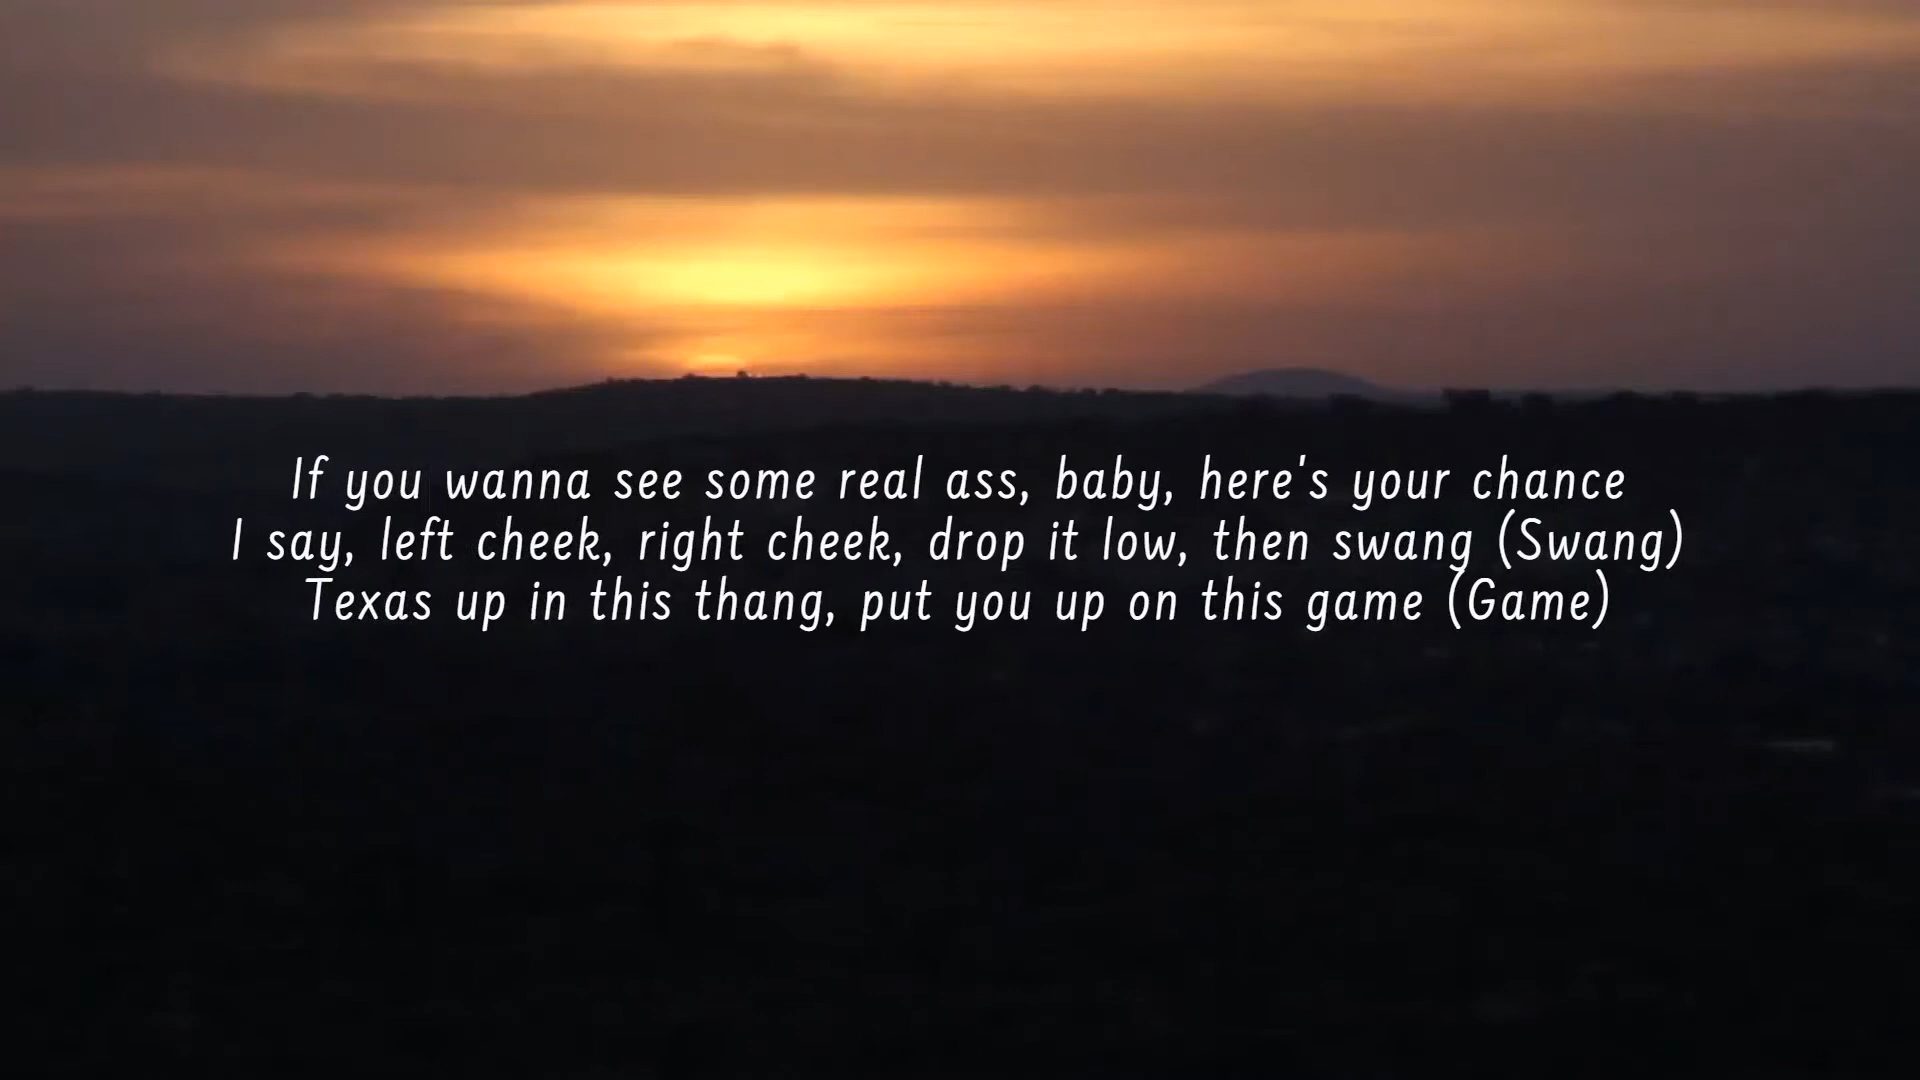 If you wanna see some real ass, baby, here's your chance
I say, left cheek, right cheek, drop it low, then swang (Swang)
Texas up in this thang, put you up on this game (Game)